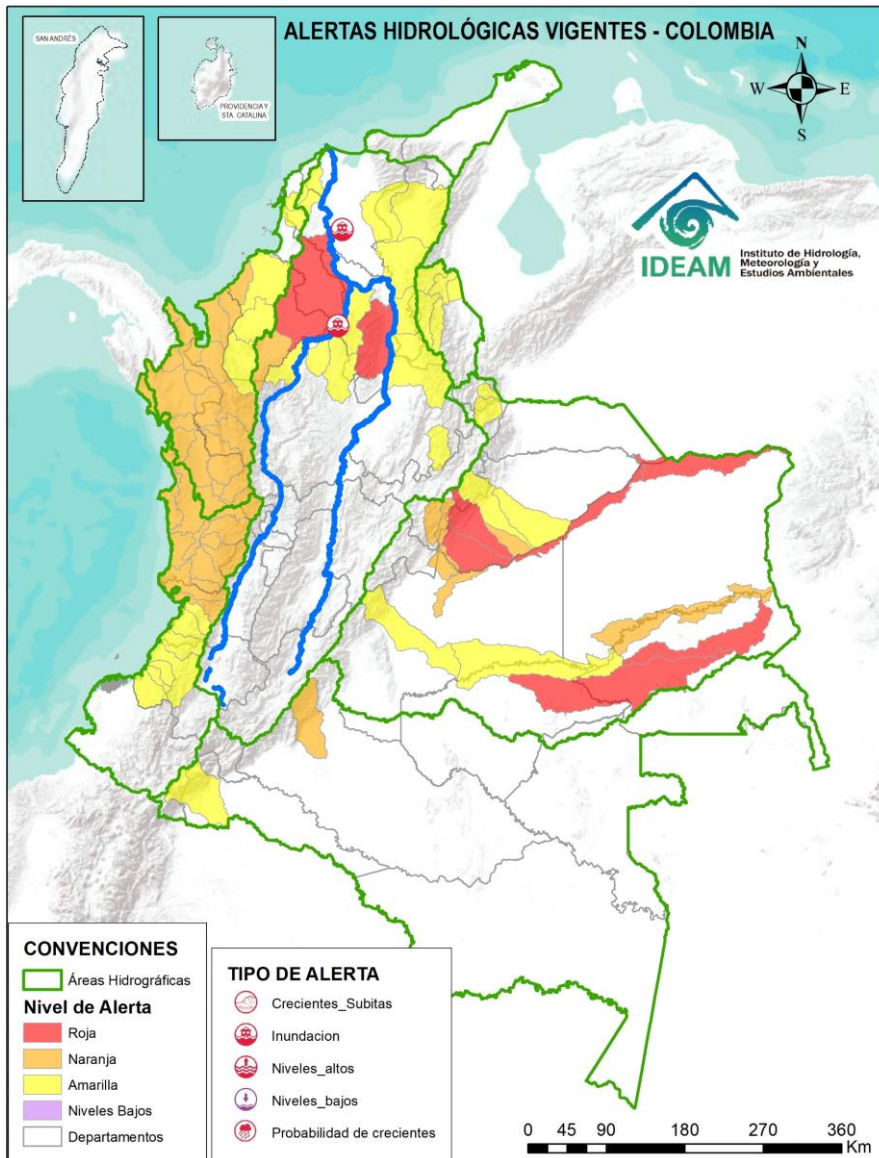 ALERTAS HIDROLÓGICAS VIGENTES - COLOMBIA
SAN ANDRÉS
PROVIDENCIA Y
STA. CATALINA
N
W
E
S
IDEAM
Instituto de Hidrología,
Meteorología y
Estudios Ambientales
CONVENCIONES
Áreas Hidrográficas
Nivel de Alerta
Roja
Naranja
Amarilla
Niveles Bajos
Departamentos
TIPO DE ALERTA
Crecientes_Subitas
Inundacion
Niveles_altos
Niveles_bajos
Probabilidad de crecientes
0 45 90 180 270 360
Km